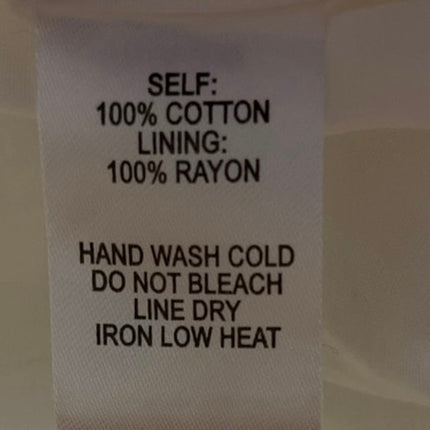 SELF:
100% COTTON
LINING:
100% RAYON
HAND WASH COLD
DO NOT BLEACH
LINE DRY
IRON LOW HEAT